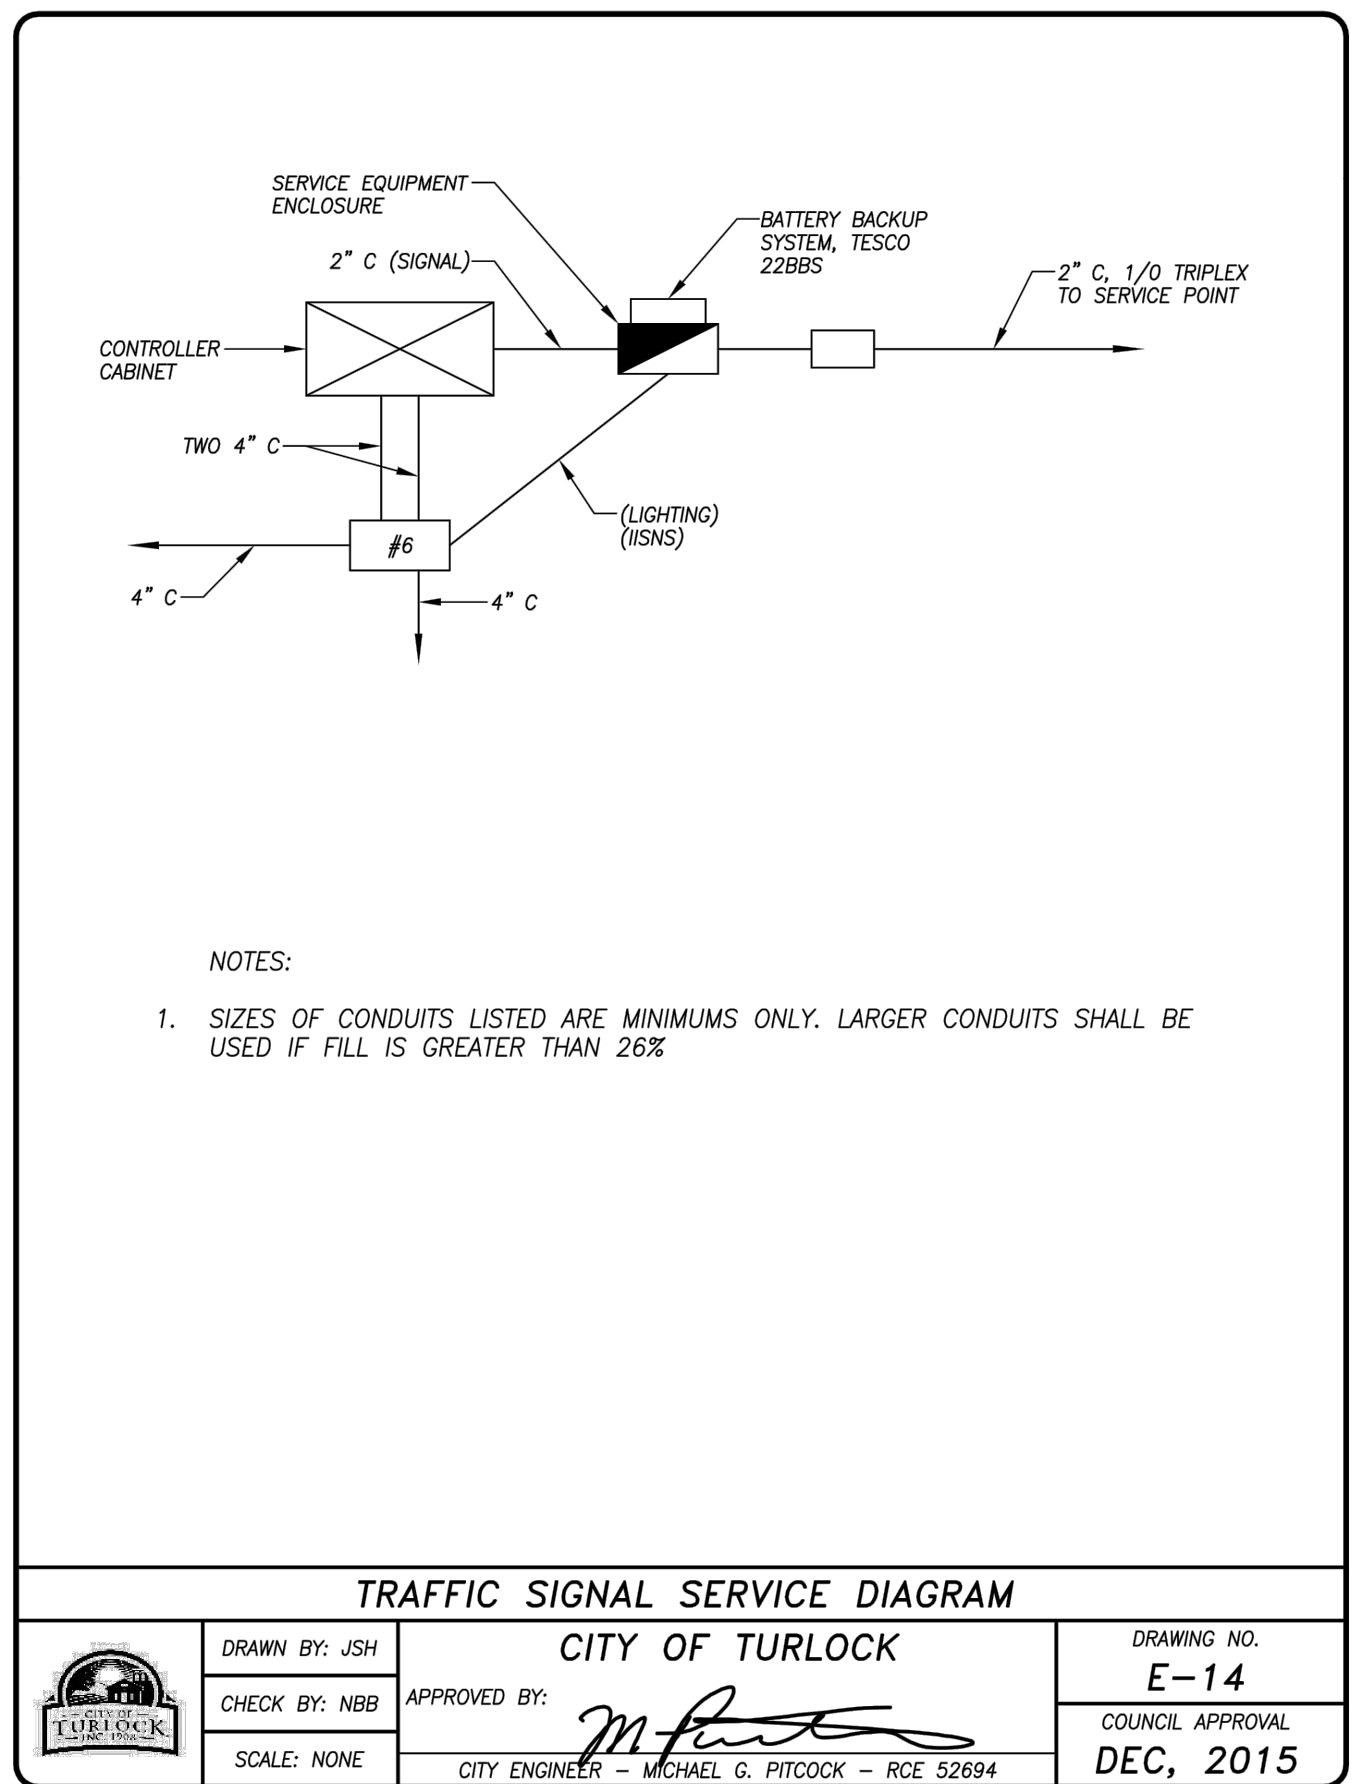 SERVICE EQUIPMENT
ENCLOSURE
BATTERY BACKUP
SYSTEM, TESCO
22BBS
2" C (SIGNAL)
2" C, 1/0 TRIPLEX
TO SERVICE POINT
CONTROLLER
CABINET
TWO 4" C
(LIGHTING)
(IISNS)
#6
4" C
4" C
NOTES:
1. SIZES OF CONDUITS LISTED ARE MINIMUMS ONLY. LARGER CONDUITS SHALL BE
USED IF FILL IS GREATER THAN 26%
TRAFFIC SIGNAL SERVICE DIAGRAM
CITY OF
TURLOCK
INC. 1908
DRAWN BY: JSH
CHECK BY: NBB
SCALE: NONE
CITY OF TURLOCK
APPROVED BY:
CITY ENGINEER – MICHAEL G. PITCOCK – RCE 52694
DRAWING NO.
E-14
COUNCIL APPROVAL
DEC, 2015